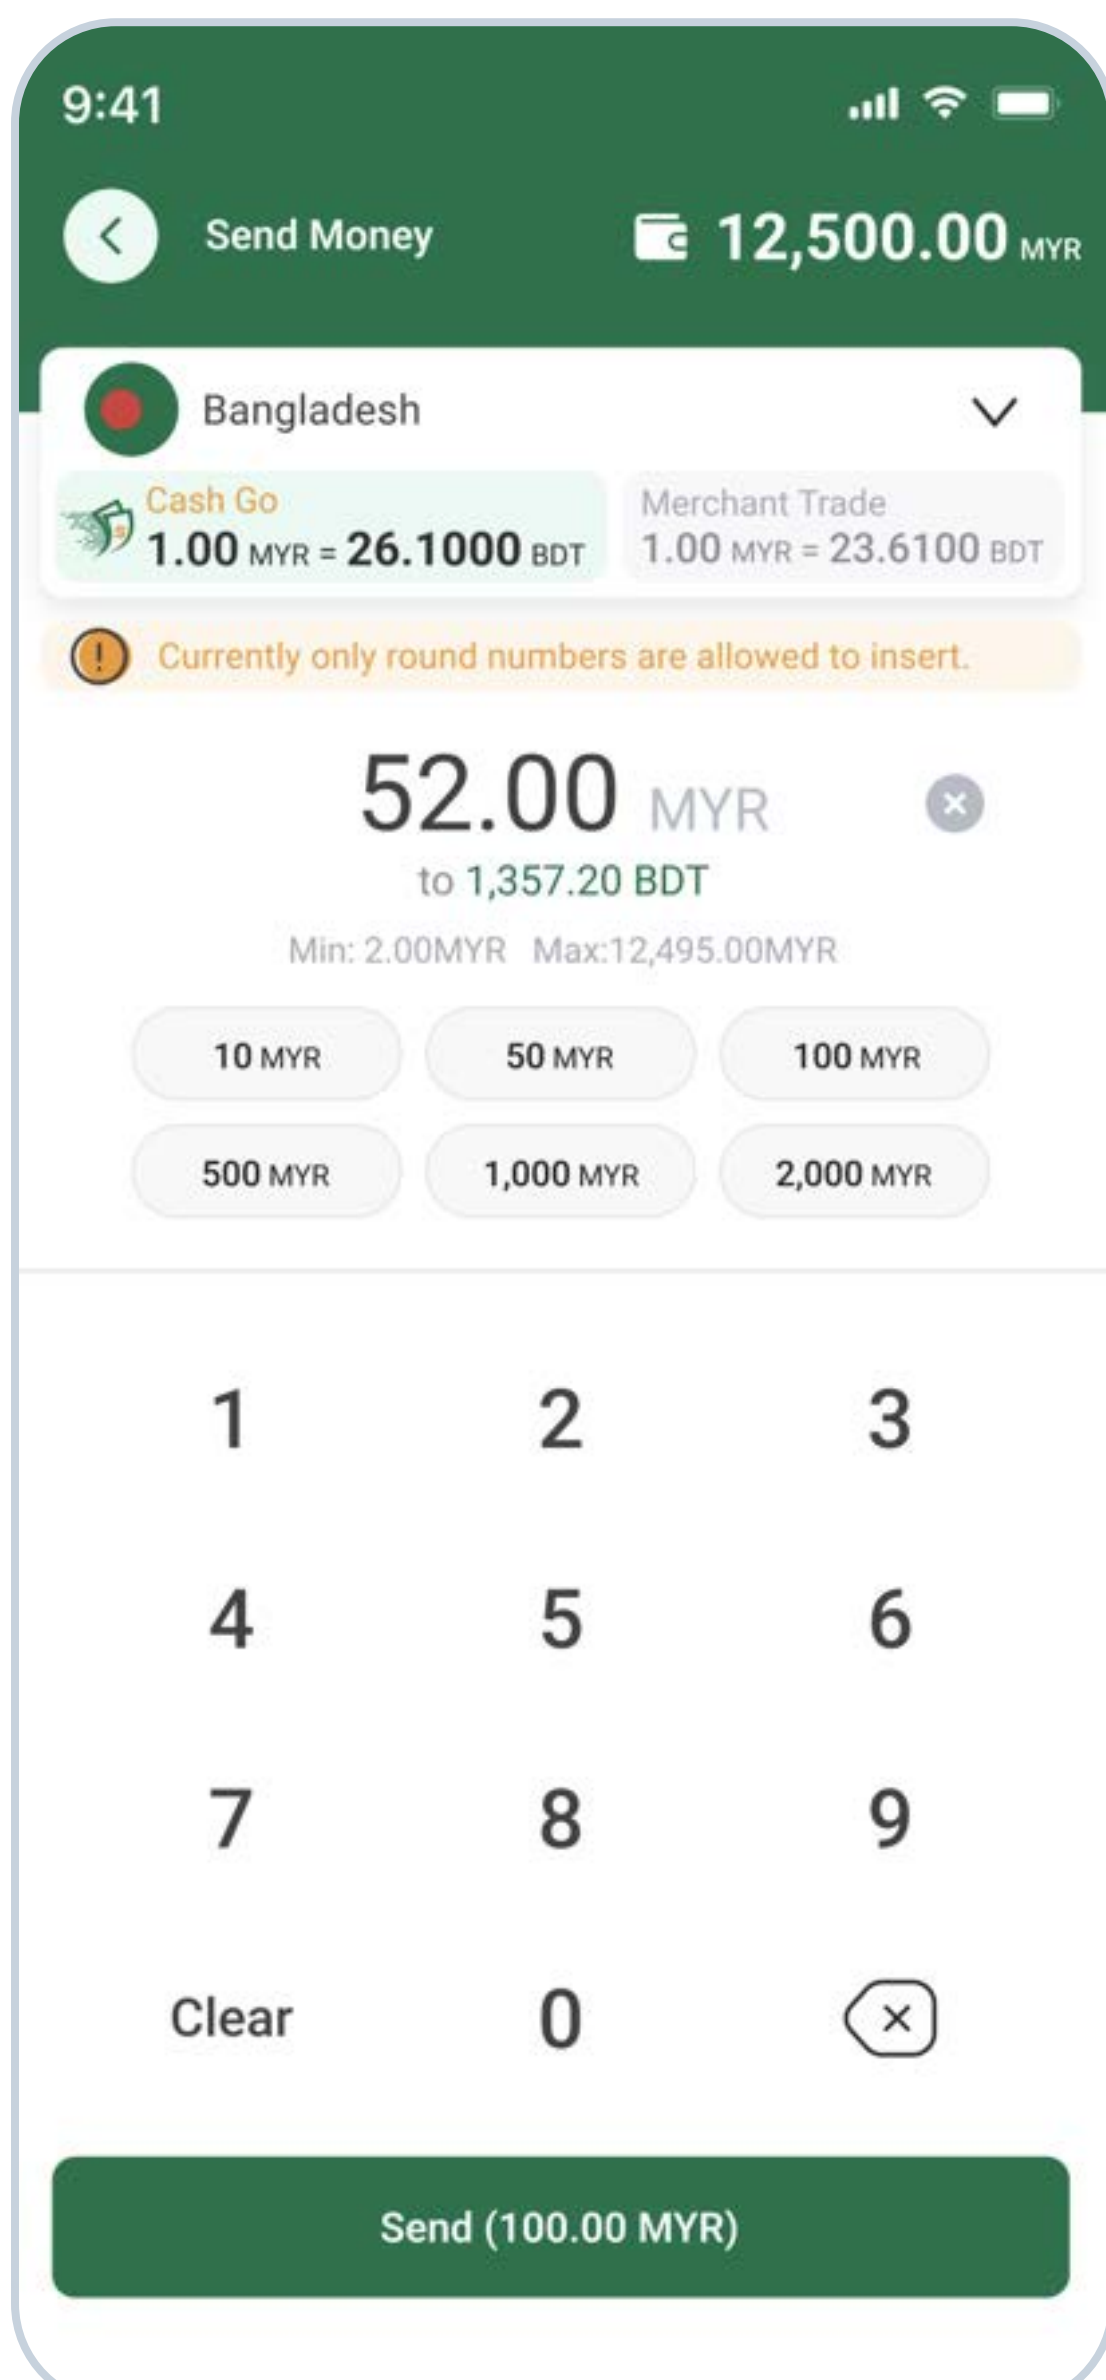 9:41
Send Money 12,500.00 MYR
Bangladesh
Cash Go
1.00 MYR = 26.1000 BDT
Merchant Trade
1.00 MYR = 23.6100 BDT
Currently only round numbers are allowed to insert.
52.00 MYR
to 1,357.20 BDT
Min: 2.00MYR Max:12,495.00MYR
10 MYR 50 MYR 100 MYR
500 MYR 1,000 MYR 2,000 MYR
1 2 3
4 5 6
7 8 9
Clear 0
Send (100.00 MYR)